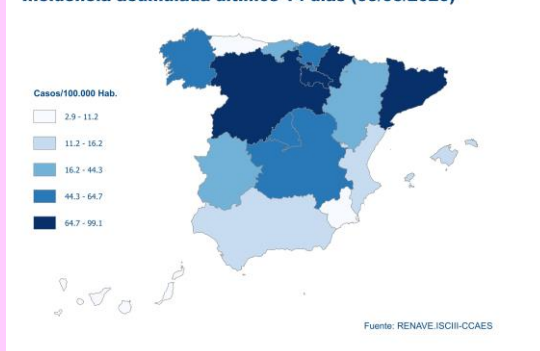 Casos/100.000 Hab.
2.9 - 11.2
11.2 - 16.2
16.2 - 44.3
44.3 - 64.7
64.7 - 99.1
Fuente: RENAVE.ISCIII-CCAES